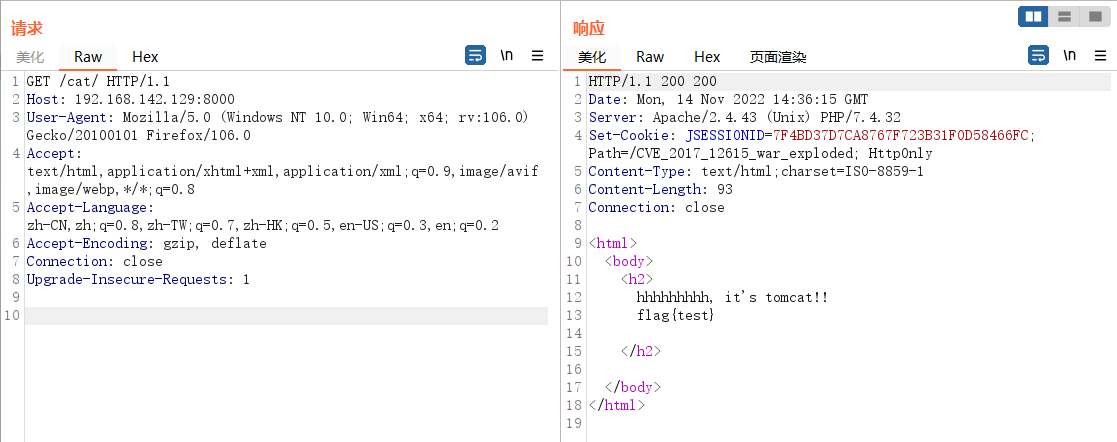 请求
美化 Raw Hex \n
1 GET /cat/ HTTP/1.1
2 Host: 192.168.142.129:8000
3 User-Agent: Mozilla/5.0 (Windows NT 10.0; Win64; x64; rv:106.0)
Gecko/20100101 Firefox/106.0
4 Accept:
text/html,application/xhtml+xml,application/xml;q=0.9,image/avif
,image/webp,*/*;q=0.8
5 Accept-Language:
zh-CN,zh;q=0.8,zh-TW;q=0.7,zh-HK;q=0.5,en-US;q=0.3,en;q=0.2
6 Accept-Encoding: gzip, deflate
7 Connection: close
8 Upgrade-Insecure-Requests: 1
9
10
响应
美化 Raw Hex 页面渲染 \n
1 HTTP/1.1 200 200
2 Date: Mon, 14 Nov 2022 14:36:15 GMT
3 Server: Apache/2.4.43 (Unix) PHP/7.4.32
4 Set-Cookie: JSESSIONID=7F4BD37D7CA8767F723B31F0D58466FC;
Path=/CVE_2017_12615_war_exploded; HttpOnly
5 Content-Type: text/html;charset=ISO-8859-1
6 Content-Length: 93
7 Connection: close
8
9 <html>
10 <body>
11 <h2>
12 hhhhhhhhh, it's tomcat!!
13 flag{test}
14
15 </h2>
16
17 </body>
18 </html>
19